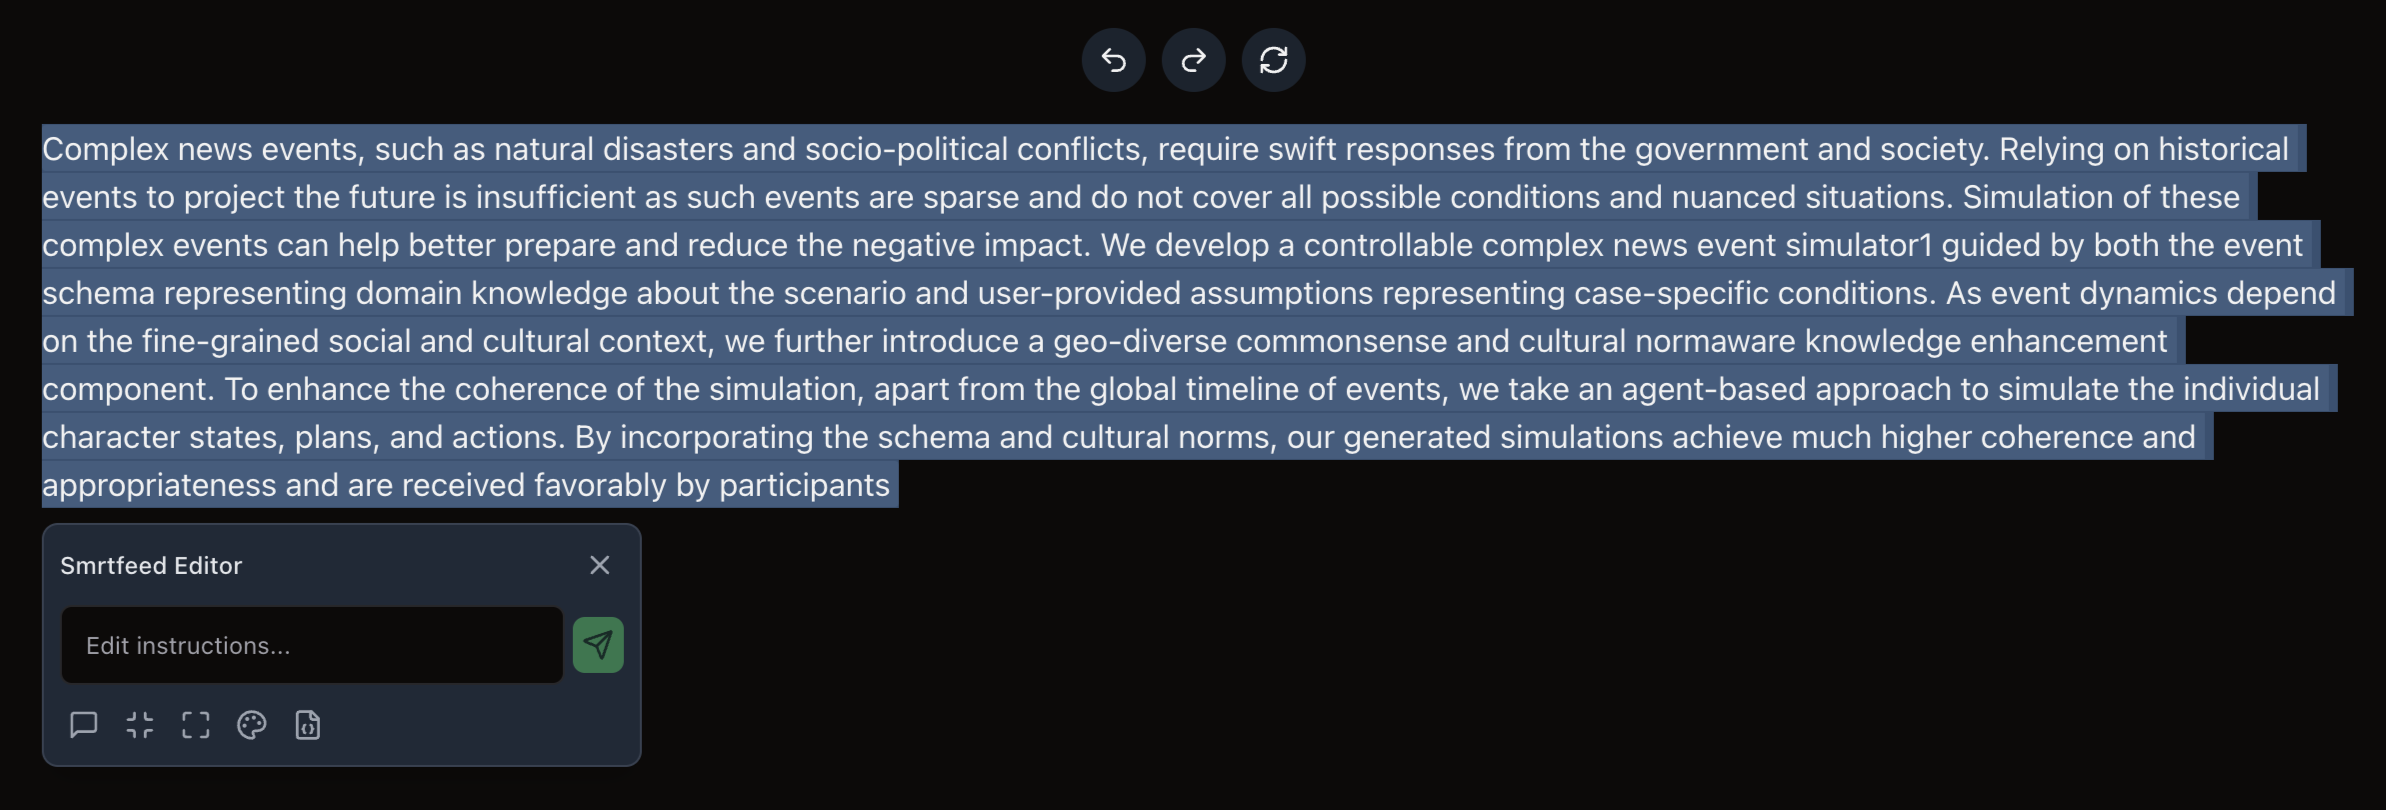 Complex news events, such as natural disasters and socio-political conflicts, require swift responses from the government and society. Relying on historical
events to project the future is insufficient as such events are sparse and do not cover all possible conditions and nuanced situations. Simulation of these
complex events can help better prepare and reduce the negative impact. We develop a controllable complex news event simulator1 guided by both the event
schema representing domain knowledge about the scenario and user-provided assumptions representing case-specific conditions. As event dynamics depend
on the fine-grained social and cultural context, we further introduce a geo-diverse commonsense and cultural normaware knowledge enhancement
component. To enhance the coherence of the simulation, apart from the global timeline of events, we take an agent-based approach to simulate the individual
character states, plans, and actions. By incorporating the schema and cultural norms, our generated simulations achieve much higher coherence and
appropriateness and are received favorably by participants
Smrtfeed Editor
Edit instructions...